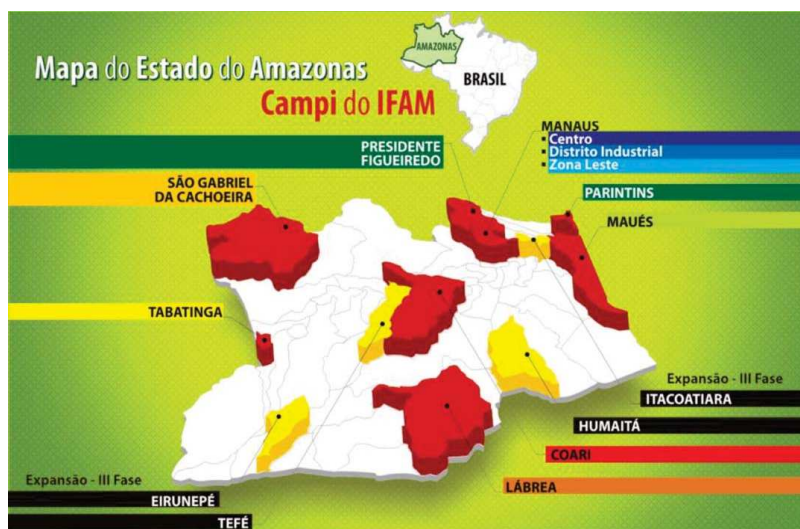 Mapa do Estado do Amazonas
Campi do IFAM
AMAZONAS
BRASIL
PRESIDENTE
FIGUEIREDO
MANAUS
▪ Centro
▪ Distrito Industrial
▪ Zona Leste
SÃO GABRIEL
DA CACHOEIRA
PARINTINS
MAUÉS
TABATINGA
Expansão - III Fase
ITACOATIARA
HUMAITÁ
COARI
LÁBREA
Expansão - III Fase
EIRUNEPÉ
TEFÉ